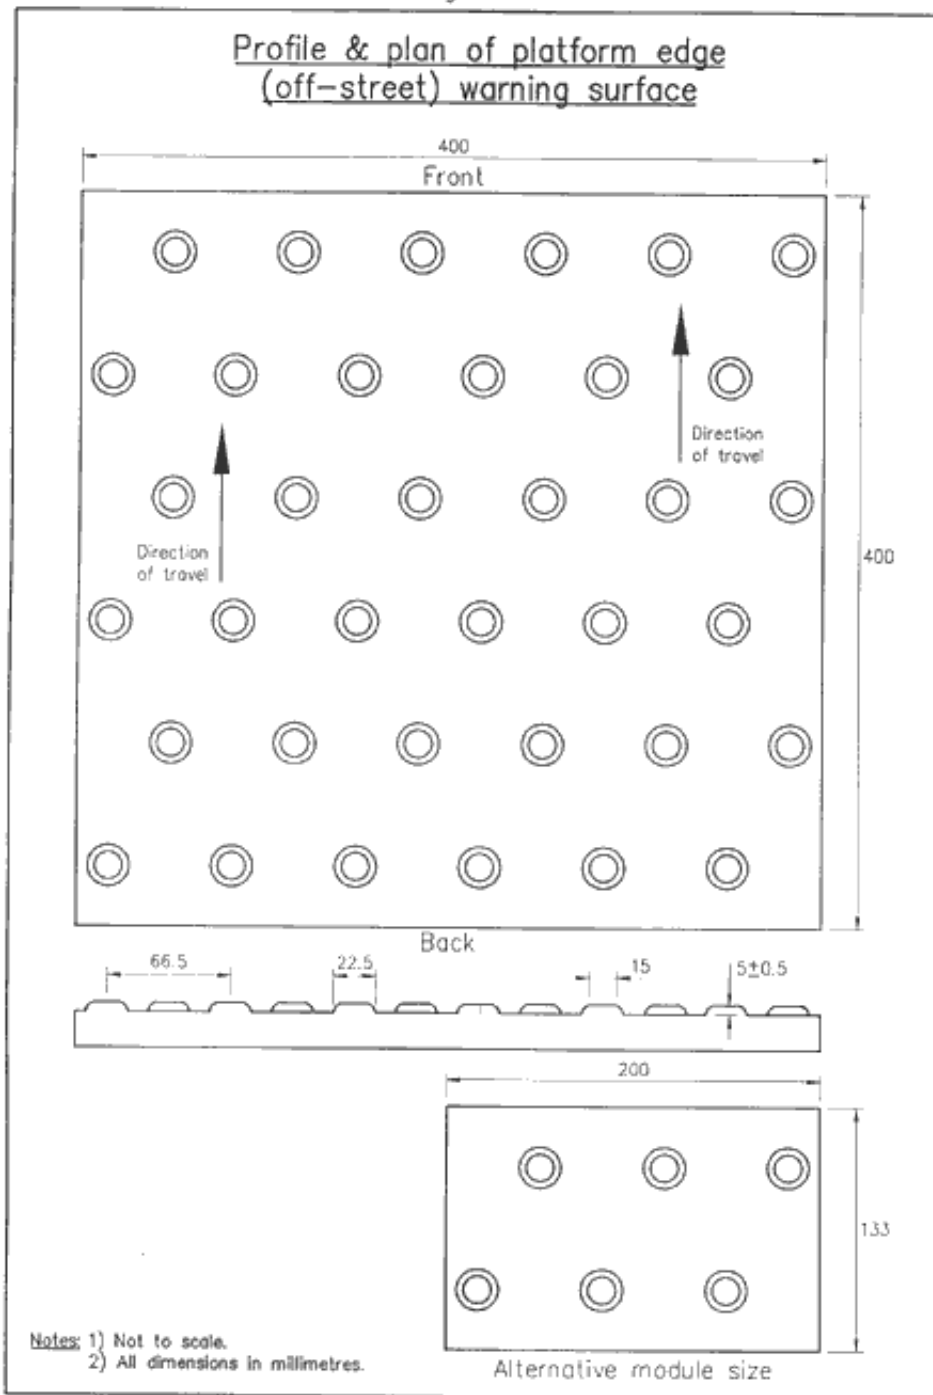 Profile & plan of platform edge
(off-street) warning surface
400
Front
Direction
of travel
Direction
of travel
400
Back
66.5
22.5
15
5±0.5
200
133
Notes: 1) Not to scale.
2) All dimensions in millimetres.
Alternative module size